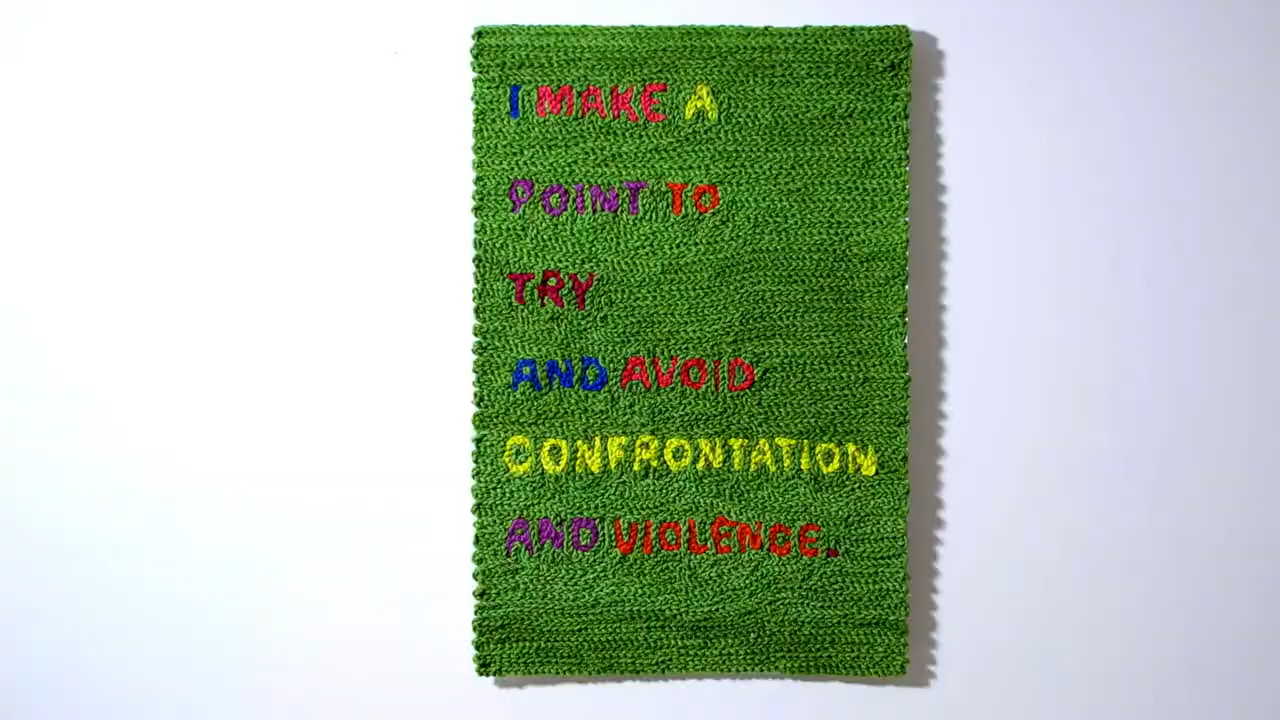 I MAKE A
POINT TO
TRY
AND AVOID
CONFRONTATION
AND VIOLENCE.